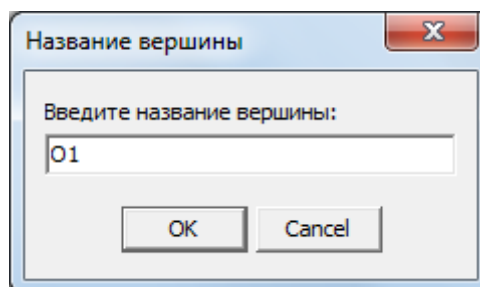 Название вершины
Введите название вершины:
O1
OK
Cancel